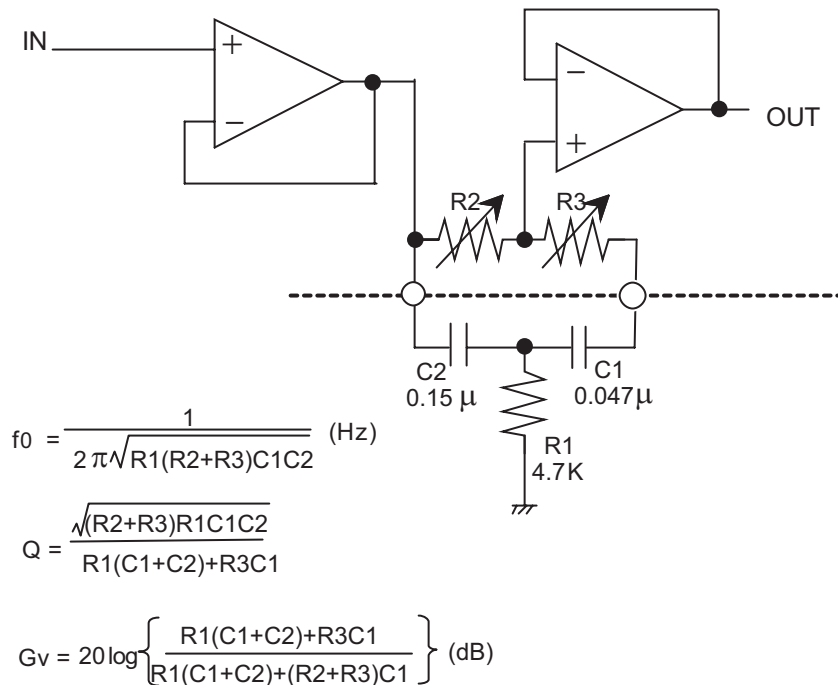 IN
+
−
−
+
OUT
R2
R3
C2
0.15 μ
C1
0.047μ
R1
4.7K
f0 = 1 / 2π√R1(R2+R3)C1C2 (Hz)
Q = √(R2+R3)R1C1C2 / R1(C1+C2)+R3C1
Gv = 20log{ R1(C1+C2)+R3C1 / R1(C1+C2)+(R2+R3)C1 } (dB)